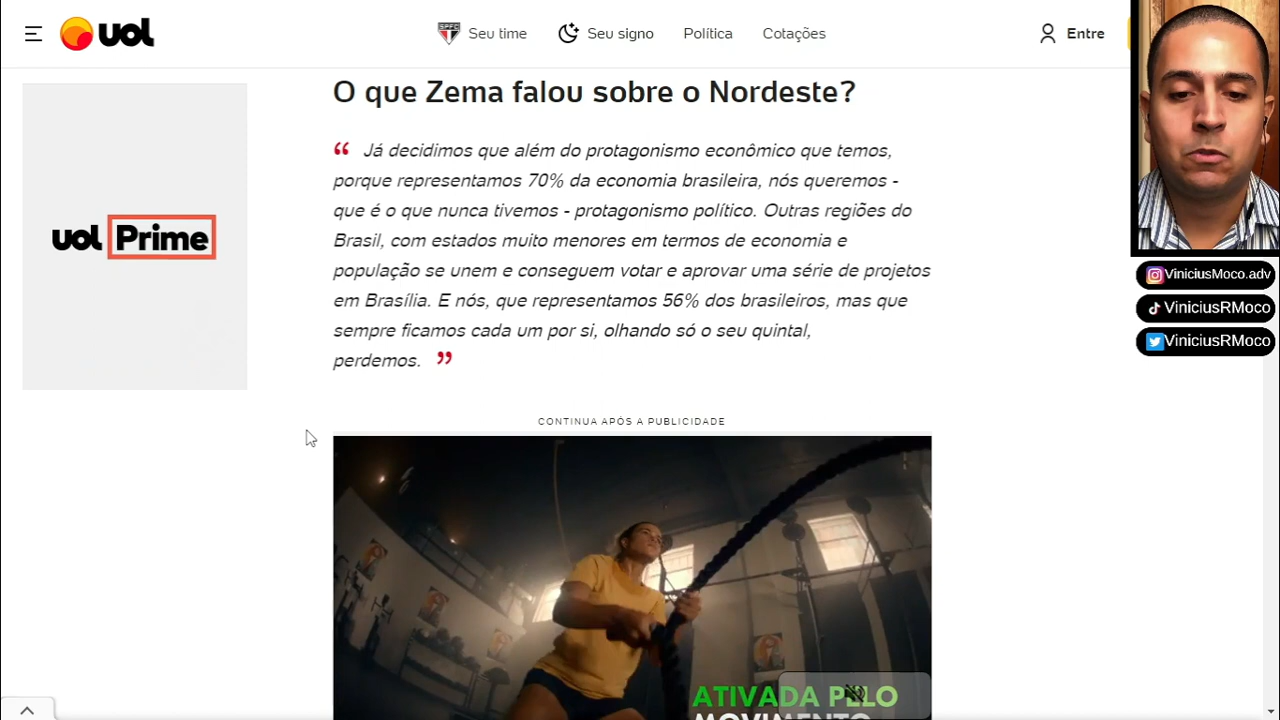 uol
Seu time
Seu signo
Política
Cotações
Entre
O que Zema falou sobre o Nordeste?
“ Já decidimos que além do protagonismo econômico que temos,
porque representamos 70% da economia brasileira, nós queremos -
que é o que nunca tivemos - protagonismo político. Outras regiões do
Brasil, com estados muito menores em termos de economia e
população se unem e conseguem votar e aprovar uma série de projetos
em Brasília. E nós, que representamos 56% dos brasileiros, mas que
sempre ficamos cada um por si, olhando só o seu quintal,
perdemos. ”
uol Prime
ViniciusMoco.adv
ViniciusRMoco
ViniciusRMoco
CONTINUA APÓS A PUBLICIDADE
ATIVADA PELO
MOVIMENTO